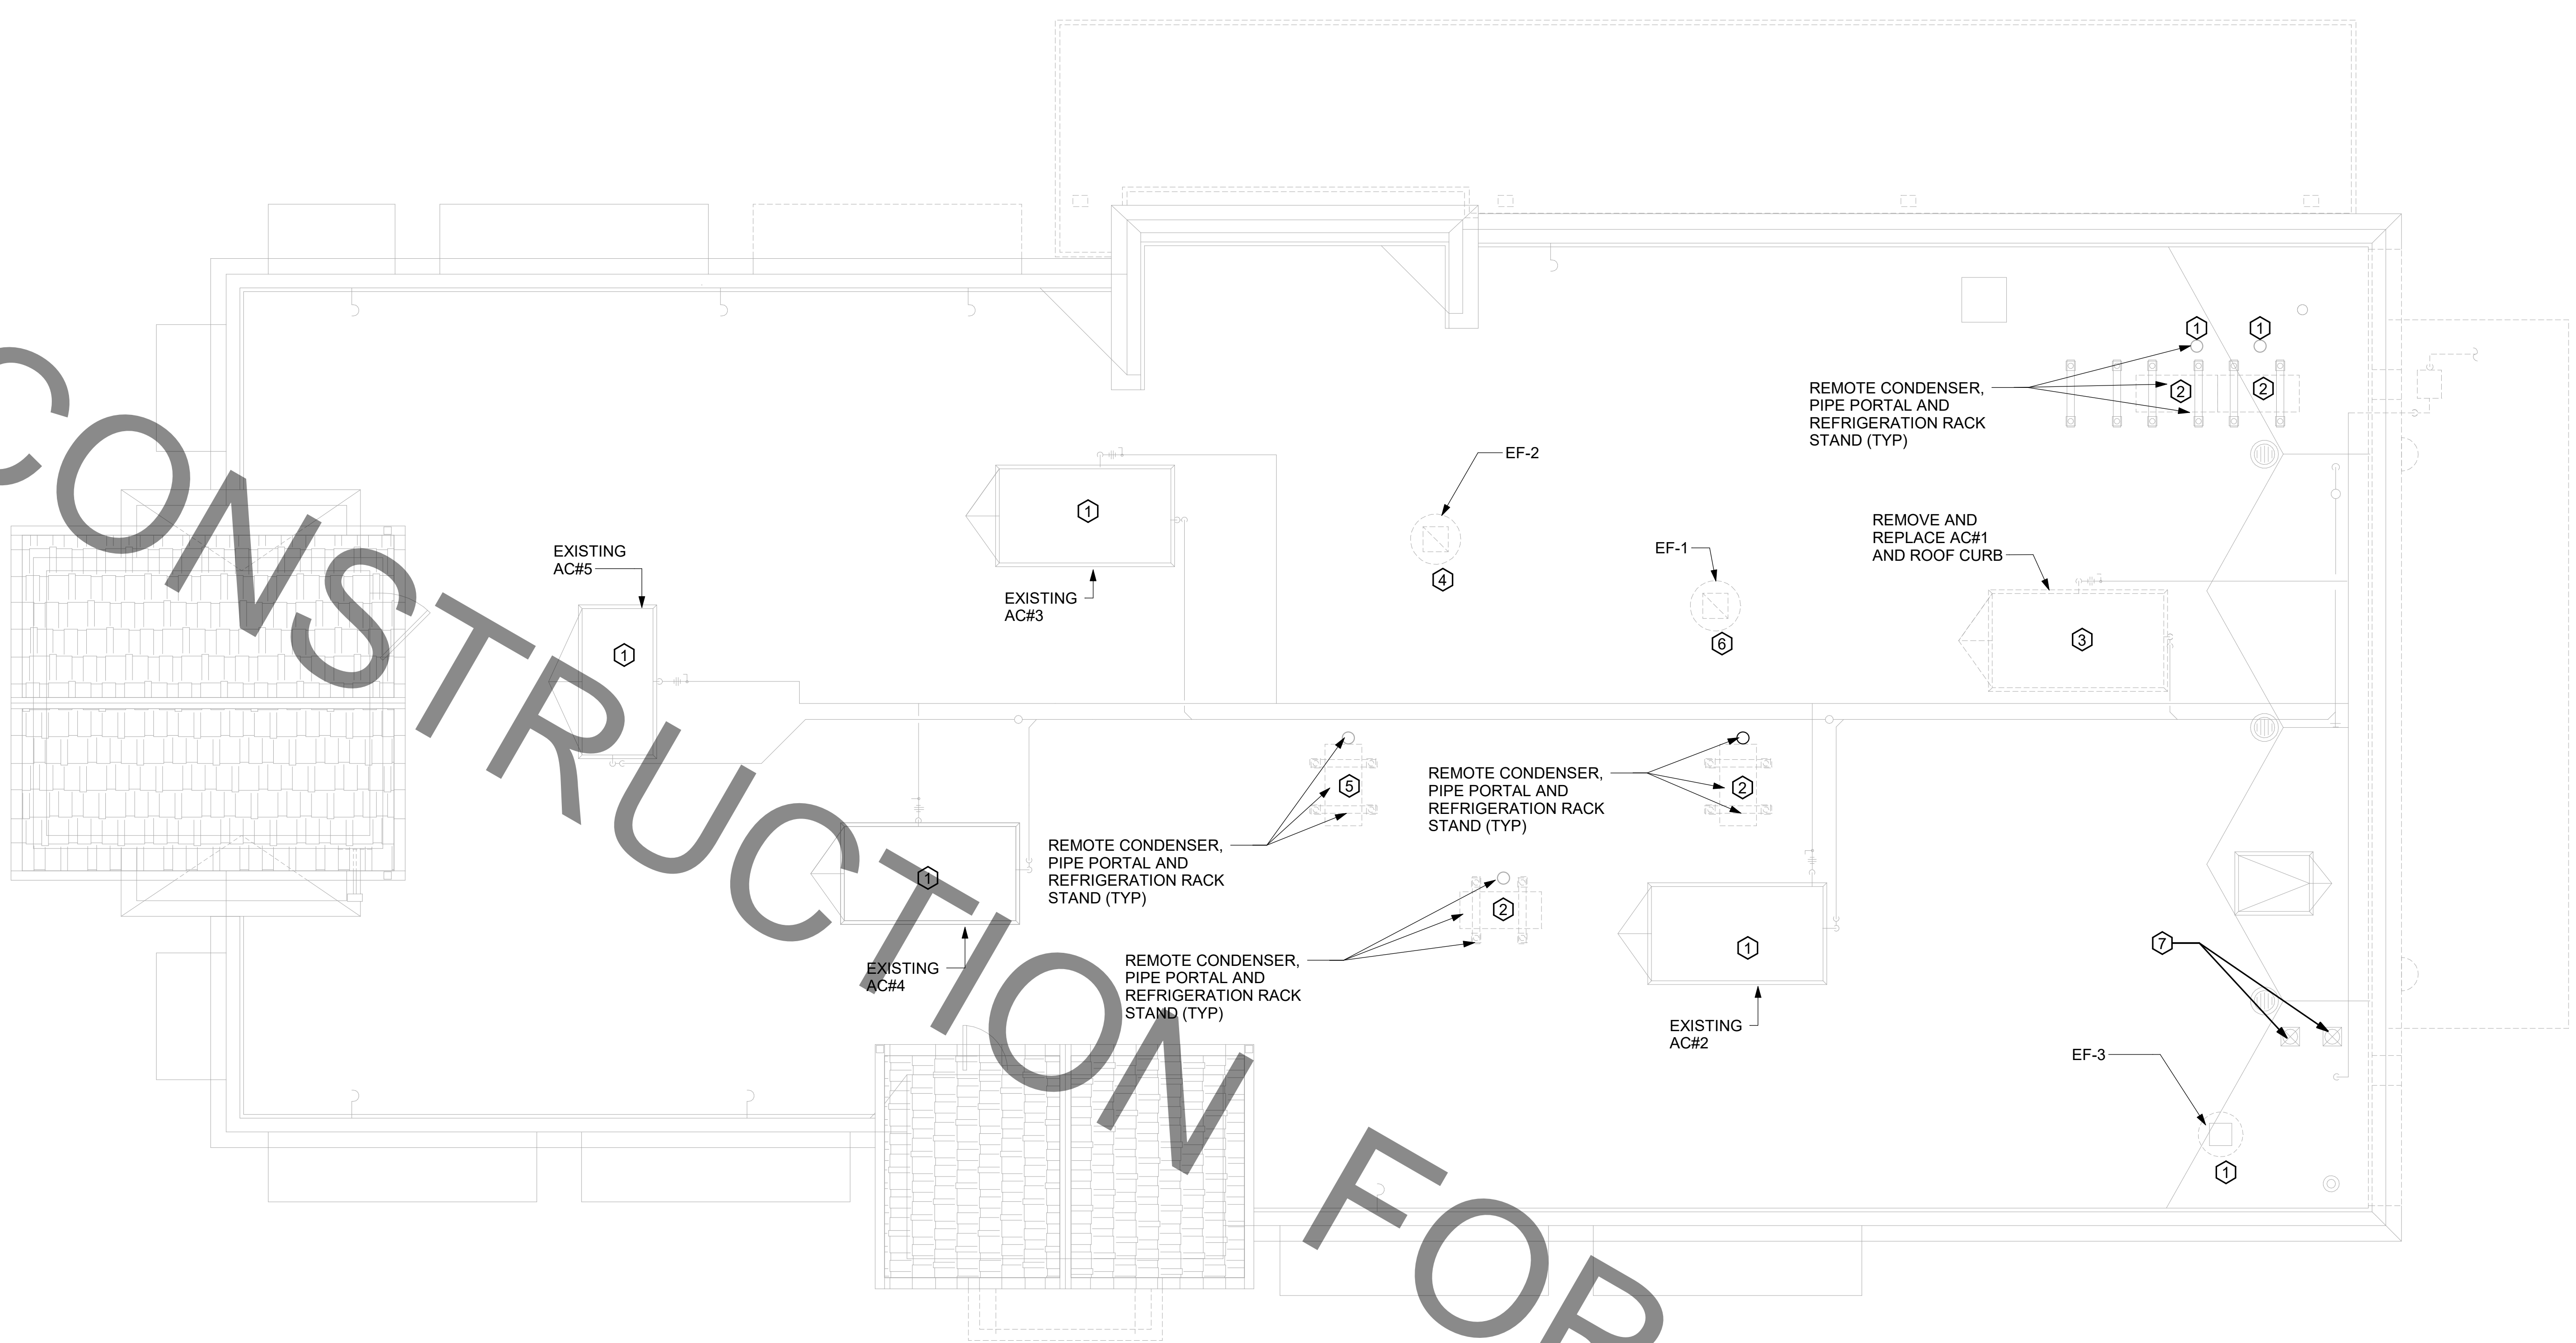 1
1
REMOTE CONDENSER,
PIPE PORTAL AND
REFRIGERATION RACK
STAND (TYP)
2
2
EF-2
4
1
EXISTING
AC#3
EXISTING
AC#5
1
EF-1
6
REMOVE AND
REPLACE AC#1
AND ROOF CURB
3
REMOTE CONDENSER,
PIPE PORTAL AND
REFRIGERATION RACK
STAND (TYP)
5
REMOTE CONDENSER,
PIPE PORTAL AND
REFRIGERATION RACK
STAND (TYP)
2
1
EXISTING
AC#4
REMOTE CONDENSER,
PIPE PORTAL AND
REFRIGERATION RACK
STAND (TYP)
2
1
EXISTING
AC#2
7
EF-3
1
CONSTRUCTION FOR